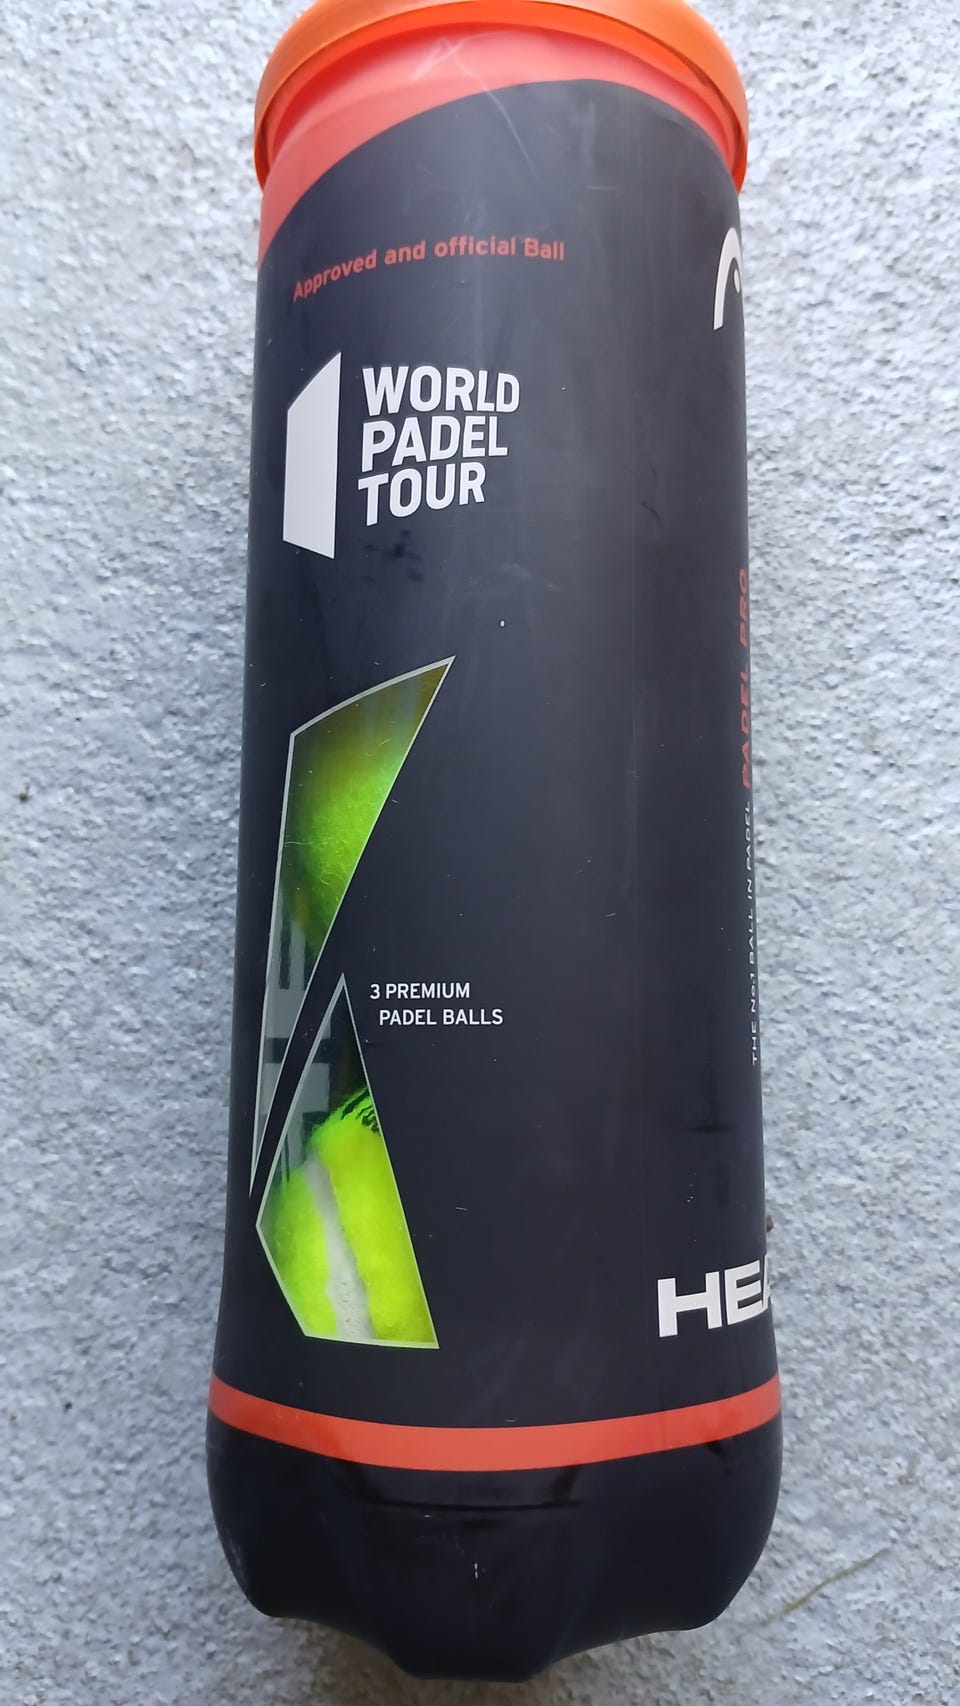 Approved and official Ball
WORLD
PADEL
TOUR
3 PREMIUM
PADEL BALLS
PADEL PRO
THE No.1 BALL IN PADEL
HEA